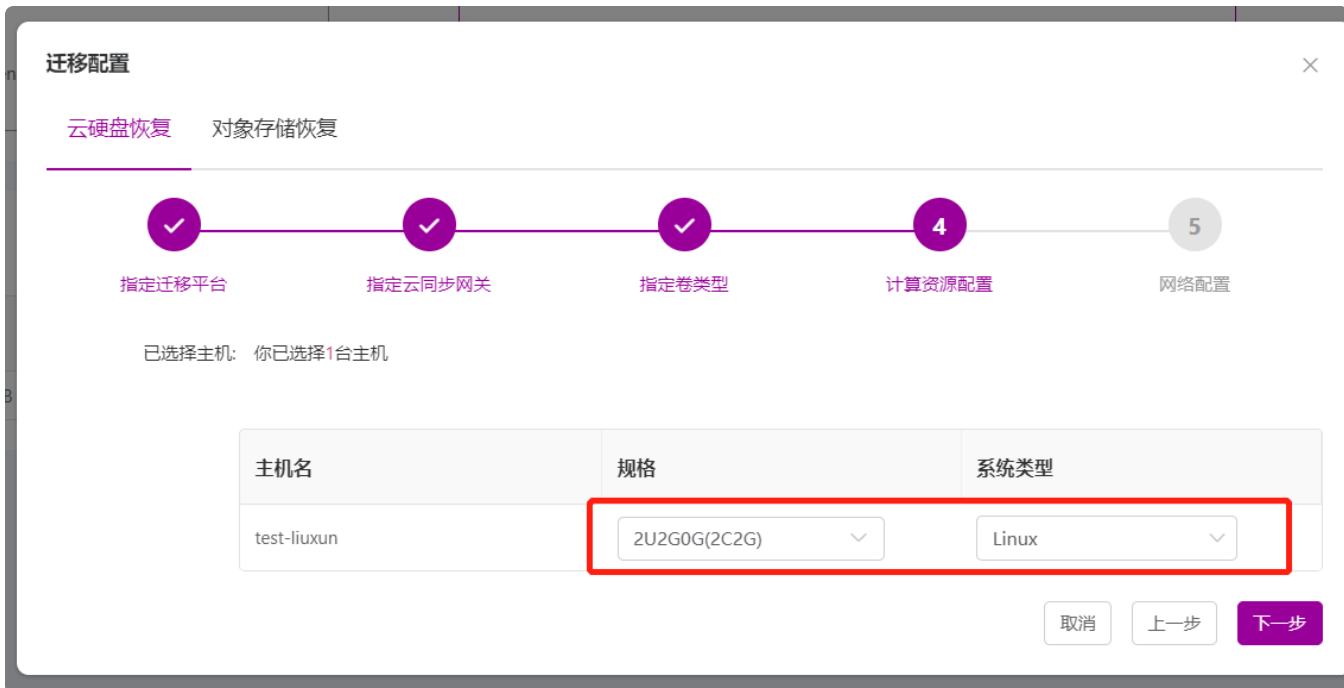 迁移配置
云硬盘恢复 对象存储恢复
4 5
指定迁移平台 指定云同步网关 指定卷类型 计算资源配置 网络配置
已选择主机: 你已选择1台主机
主机名 规格 系统类型
test-liuxun 2U2G0G(2C2G) Linux
取消 上一步 下一步